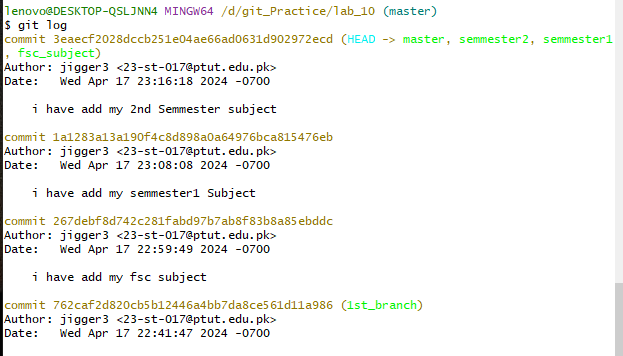 lenovo@DESKTOP-QSLJNN4 MINGW64 /d/git_Practice/lab_10 (master)
$ git log
commit 3eaecf2028dccb251e04ae66ad0631d902972ecd (HEAD -> master, semmester2, semmester1
, fsc_subject)
Author: jigger3 <23-st-017@ptut.edu.pk>
Date:   Wed Apr 17 23:16:18 2024 -0700
    i have add my 2nd Semmester subject
commit 1a1283a13a190f4c8d898a0a64976bca815476eb
Author: jigger3 <23-st-017@ptut.edu.pk>
Date:   Wed Apr 17 23:08:08 2024 -0700
    i have add my semmester1 Subject
commit 267debf8d742c281fabd97b7ab8f83b8a85ebddc
Author: jigger3 <23-st-017@ptut.edu.pk>
Date:   Wed Apr 17 22:59:49 2024 -0700
    i have add my fsc subject
commit 762caf2d820cb5b12446a4bb7da8ce561d11a986 (1st_branch)
Author: jigger3 <23-st-017@ptut.edu.pk>
Date:   Wed Apr 17 22:41:47 2024 -0700